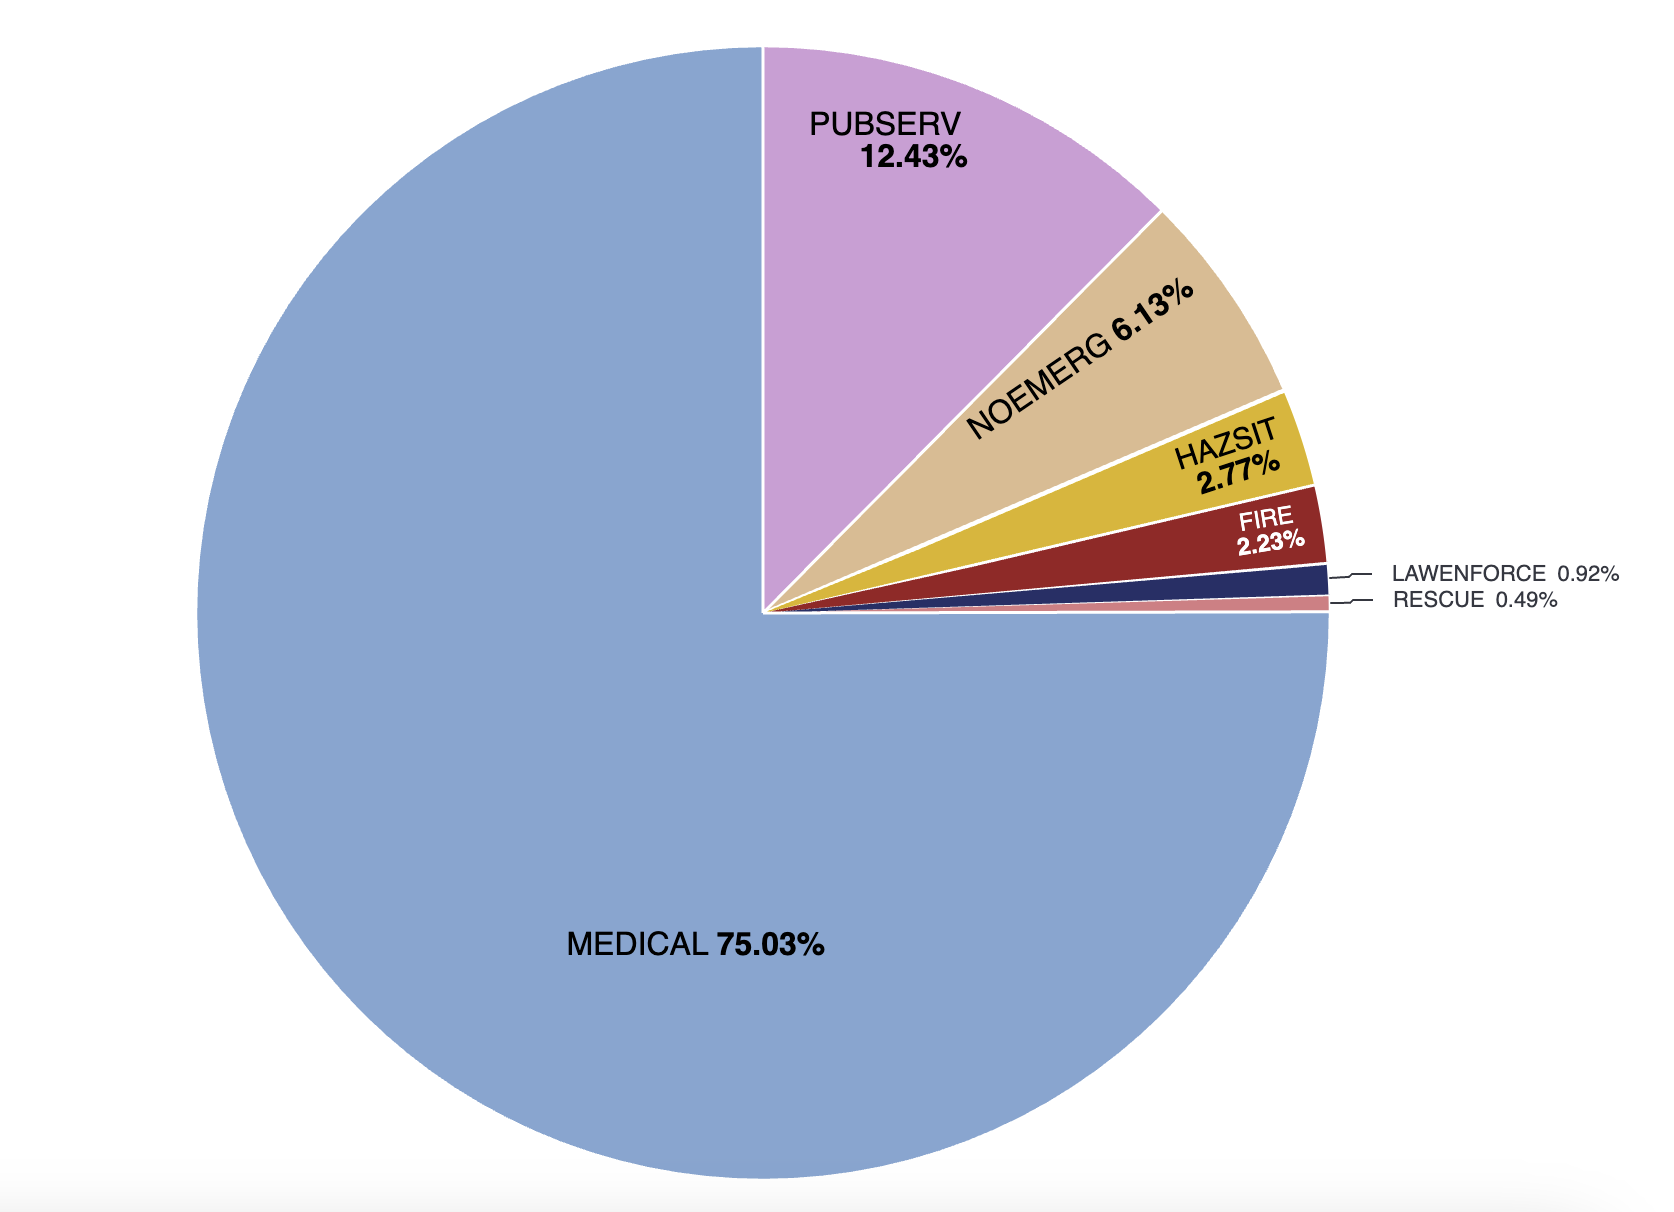 PUBSERV
12.43%
NOEMERG 6.13%
HAZSIT
2.77%
FIRE
2.23%
LAWENFORCE 0.92%
RESCUE 0.49%
MEDICAL 75.03%